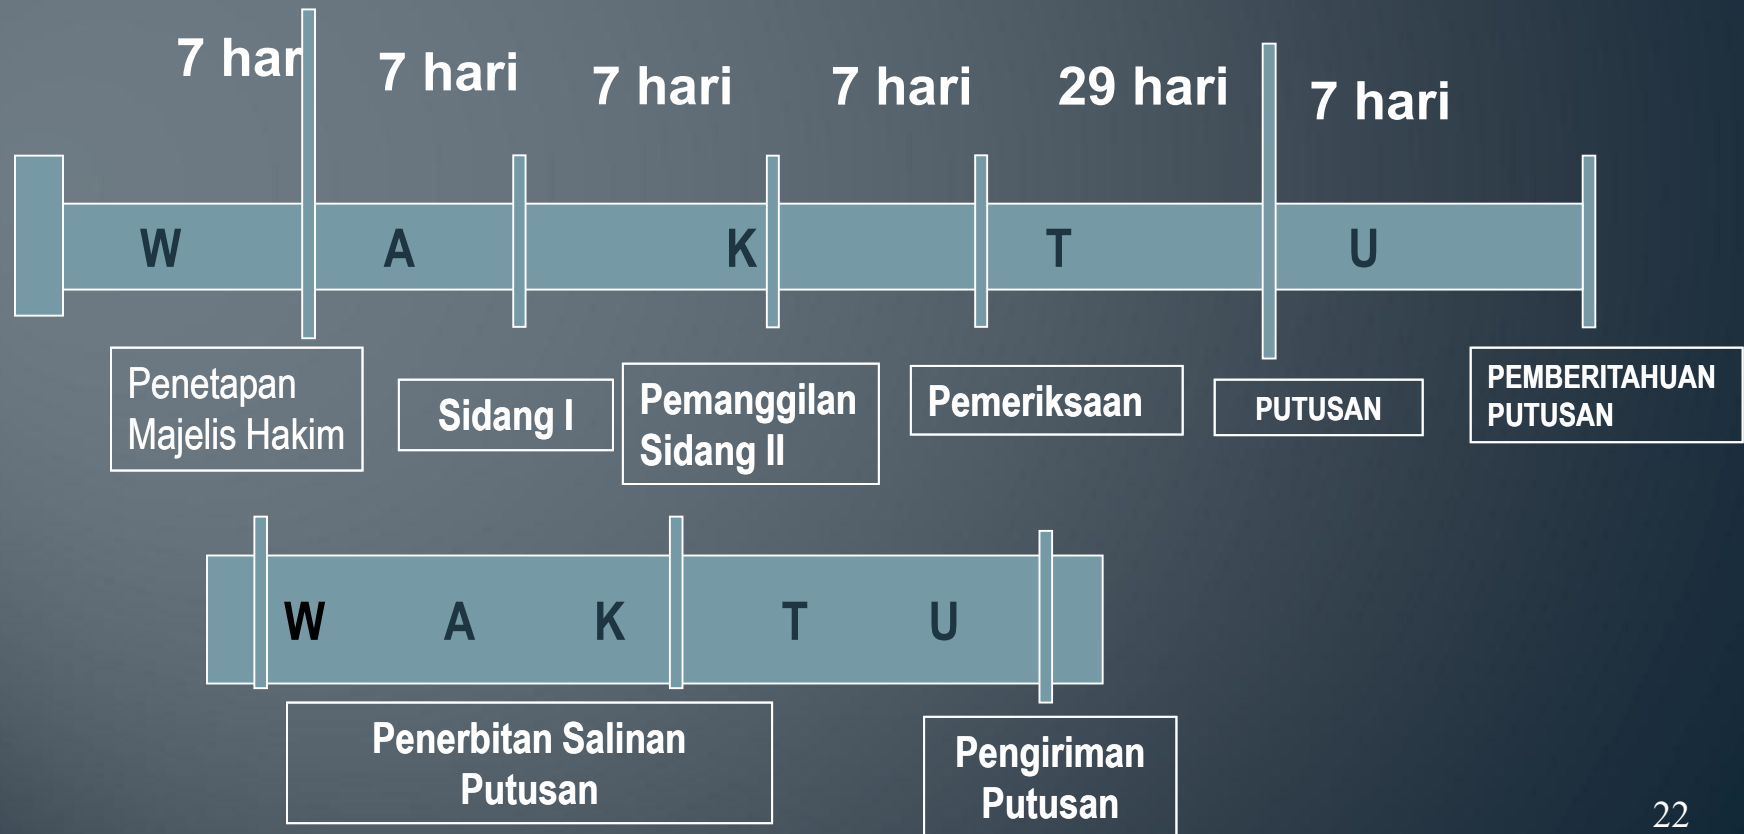 7 har
7 hari
7 hari
7 hari
29 hari
7 hari
W A K T U
Penetapan
Majelis Hakim
Sidang I
Pemanggilan
Sidang II
Pemeriksaan
PUTUSAN
PEMBERITAHUAN
PUTUSAN
W A K T U
Penerbitan Salinan
Putusan
Pengiriman
Putusan
22